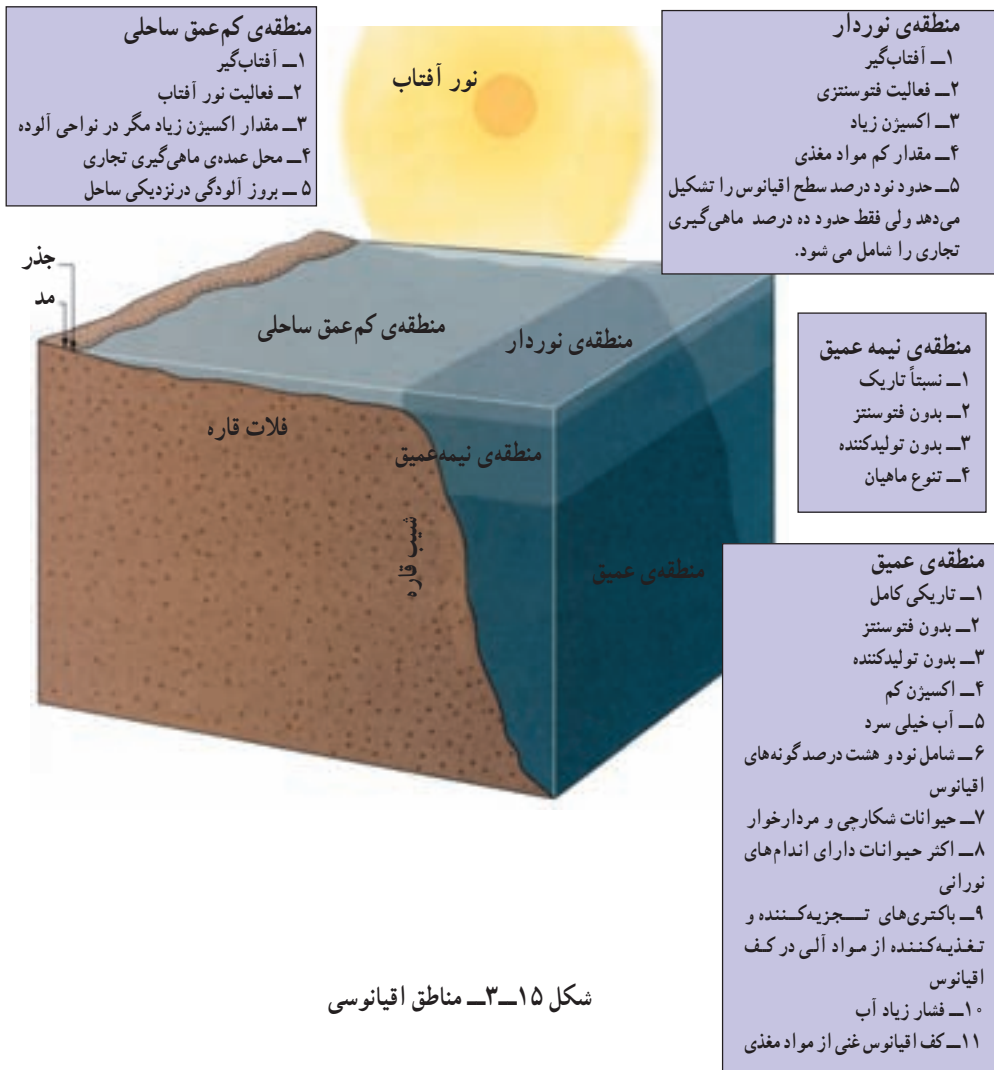 منطقه‌ی کم‌عمق ساحلی
۱ــ آفتاب‌گیر
۲ــ فعالیت نور آفتاب
۳ــ مقدار اکسیژن زیاد مگر در نواحی آلوده
۴ــ محل عمده‌ی ماهی‌گیری تجاری
۵ ــ بروز آلودگی درنزدیکی ساحل
نور آفتاب
منطقه‌ی نوردار
۱ــ آفتاب‌گیر
۲ــ فعالیت فتوسنتزی
۳ــ اکسیژن زیاد
۴ــ مقدار کم مواد مغذی
۵ــ حدود نود درصد سطح اقیانوس را تشکیل
می‌دهد ولی فقط حدود ده درصد ماهی‌گیری
تجاری را شامل می شود.
جذر
مد
منطقه‌ی کم‌عمق ساحلی
منطقه‌ی نوردار
فلات قاره
منطقه‌ی نیمه‌عمیق
شیب قاره
منطقه‌ی عمیق
منطقه‌ی نیمه عمیق
۱ــ نسبتاً تاریک
۲ــ بدون فتوسنتز
۳ــ بدون تولیدکننده
۴ــ تنوع ماهیان
منطقه‌ی عمیق
۱ــ تاریکی کامل
۲ــ بدون فتوسنتز
۳ــ بدون تولیدکننده
۴ــ اکسیژن کم
۵ــ آب خیلی سرد
۶ــ شامل نود و هشت درصد گونه‌های
اقیانوس
۷ــ حیوانات شکارچی و مردارخوار
۸ــ اکثر حیوانات دارای اندام‌های
نورانی
۹ــ باکتری‌های تـــجزیه‌کـــننده و
تـغذیـه‌کـننده از مـواد آلـی در کـف
اقیانوس
۱۰ــ فشار زیاد آب
۱۱ــ کف اقیانوس غنی از مواد مغذی
شکل ۱۵ــ۳ــ مناطق اقیانوسی